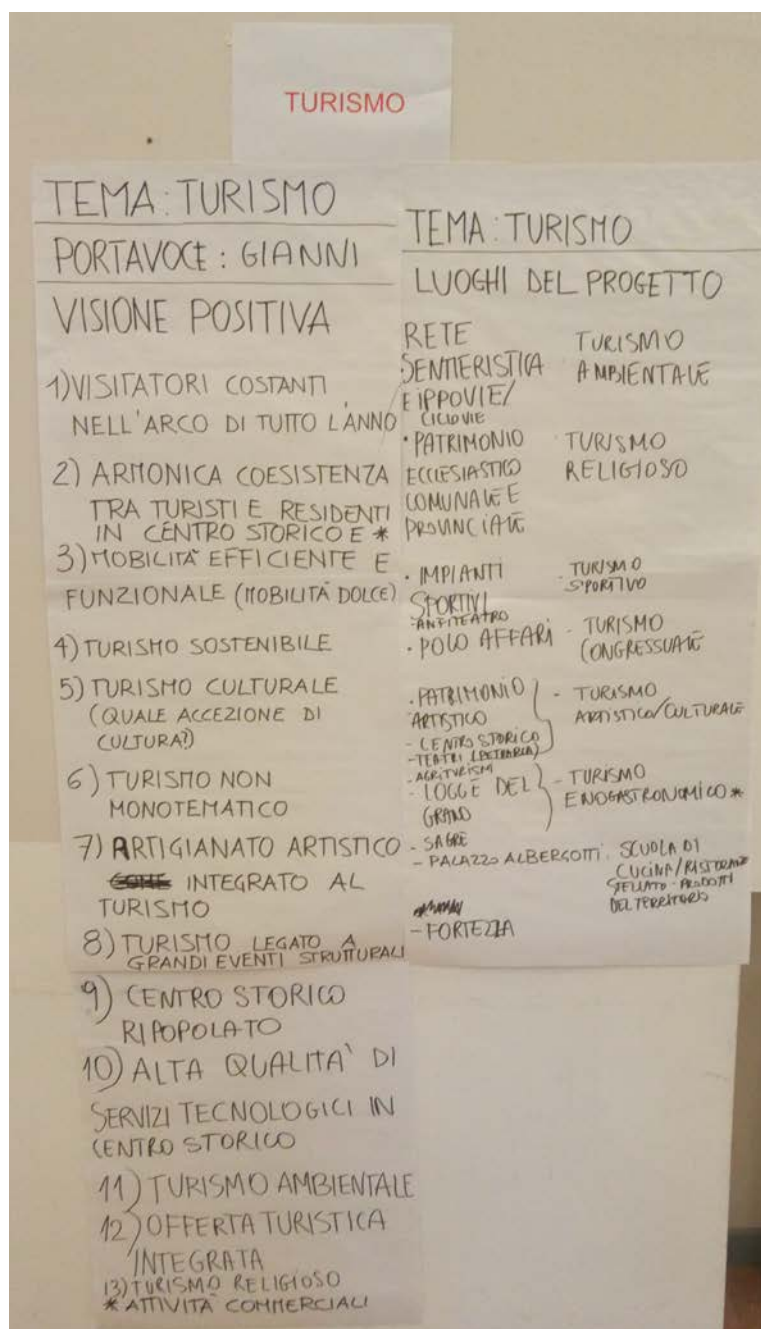 TURISMO
TEMA: TURISMO
PORTAVOCE: GIANNI
VISIONE POSITIVA
1) VISITATORI COSTANTI
NELL'ARCO DI TUTTO L'ANNO
2) ARMONICA COESISTENZA
TRA TURISTI E RESIDENTI
IN CENTRO STORICO E *
3) MOBILITÀ EFFICIENTE E
FUNZIONALE (MOBILITÀ DOLCE)
4) TURISMO SOSTENIBILE
5) TURISMO CULTURALE
(QUALE ACCEZIONE DI
CULTURA?)
6) TURISMO NON
MONOTEMATICO
7) ARTIGIANATO ARTISTICO
COME INTEGRATO AL
TURISMO
8) TURISMO LEGATO A
GRANDI EVENTI STRUTTURALI
9) CENTRO STORICO
RIPOPOLATO
10) ALTA QUALITA' DI
SERVIZI TECNOLOGICI IN
CENTRO STORICO
11) TURISMO AMBIENTALE
12) OFFERTA TURISTICA
INTEGRATA
13) TURISMO RELIGIOSO
* ATTIVITÀ COMMERCIALI
TEMA: TURISMO
LUOGHI DEL PROGETTO
RETE
SENTIERISTICA
E IPPOVIE/
CICLOVIE
TURISMO
AMBIENTALE
• PATRIMONIO
ECCLESIASTICO
COMUNALE E
PROVINCIALE
TURISMO
RELIGIOSO
• IMPIANTI
SPORTIVI
- ANFITEATRO
- TURISMO
SPORTIVO
• POLO AFFARI
- TURISMO
CONGRESSUALE
• PATRIMONIO
ARTISTICO
- CENTRO STORICO
- TEATRI (PETRARCA)
- TURISMO
ARTISTICO/CULTURALE
- AGRITURISM
- LOGGE DEL
GRANO
- TURISMO
ENOGASTRONOMICO *
- SAGRE
- PALAZZO ALBERGOTTI: SCUOLA DI
CUCINA/RISTORANTE
STELLATO - PRODOTTI
DEL TERRITORIO
- FORTEZZA